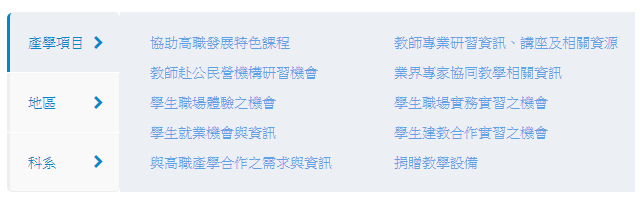 產學項目
地區
科系
協助高職發展特色課程
教師專業研習資訊、講座及相關資源
教師赴公民營機構研習機會
業界專家協同教學相關資訊
學生職場體驗之機會
學生職場實務實習之機會
學生就業機會與資訊
學生建教合作實習之機會
與高職產學合作之需求與資訊
捐贈教學設備